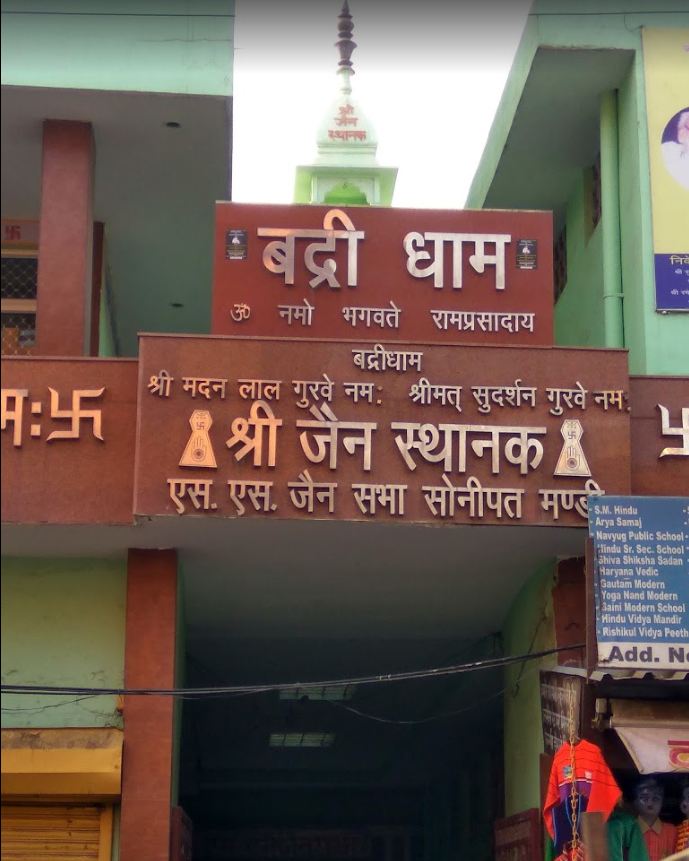 श्री
जैन
स्थानक
बद्री धाम
ॐ नमो भगवते रामप्रसादाय
बद्रीधाम
श्री मदन लाल गुरवे नमः श्रीमत् सुदर्शन गुरवे नमः
श्री जैन स्थानक
एस. एस. जैन सभा सोनीपत मण्डी
S.M. Hindu
Arya Samaj
Navyug Public School
Hindu Sr. Sec. School
Shiva Shiksha Sadan
Haryana Vedic
Gautam Modern
Yoga Nand Modern
Saini Modern School
Hindu Vidya Mandir
Rishikul Vidya Peeth
Add.